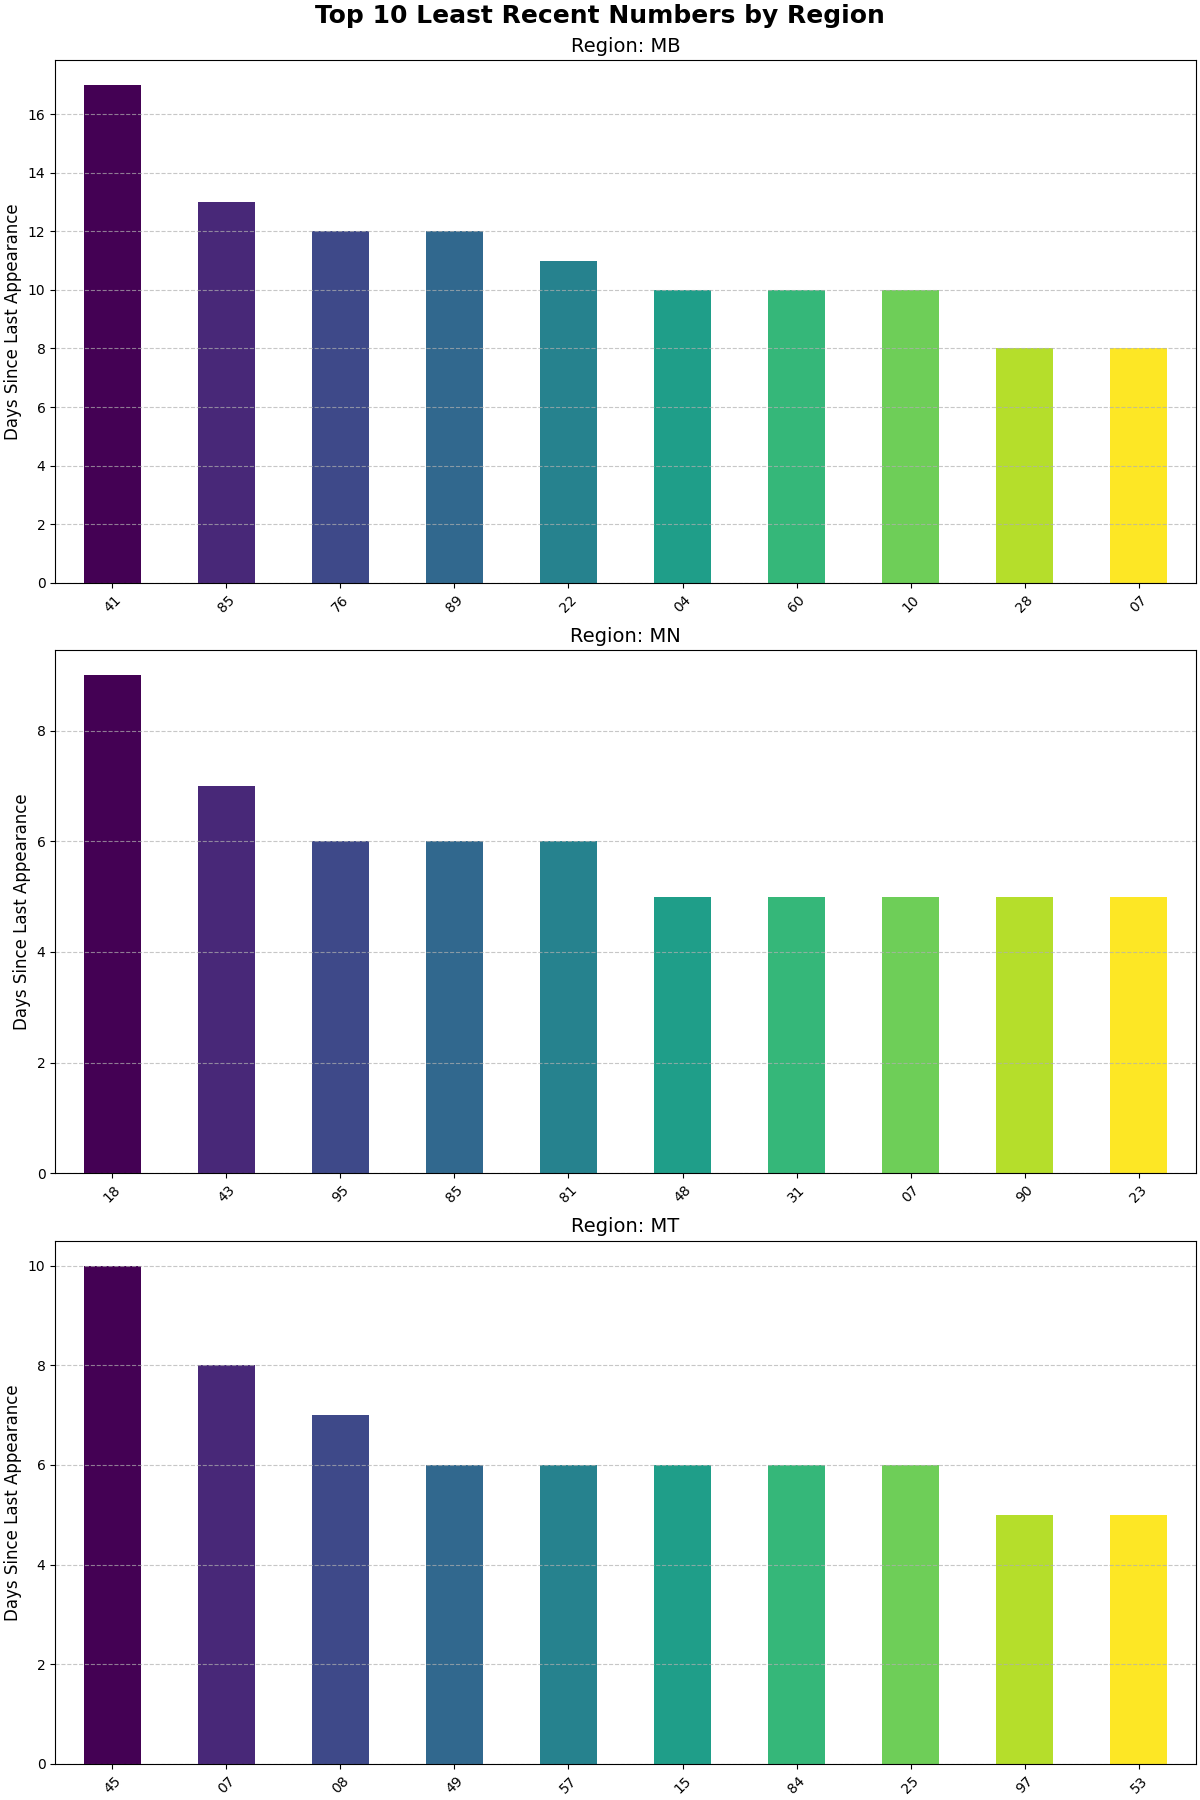 Top 10 Least Recent Numbers by Region
Region: MB
Days Since Last Appearance
16
14
12
10
8
6
4
2
0
41 85 76 89 22 04 60 10 28 07
Region: MN
Days Since Last Appearance
8
6
4
2
0
18 43 95 85 81 48 31 07 90 23
Region: MT
Days Since Last Appearance
10
8
6
4
2
0
45 07 08 49 57 15 84 25 97 53